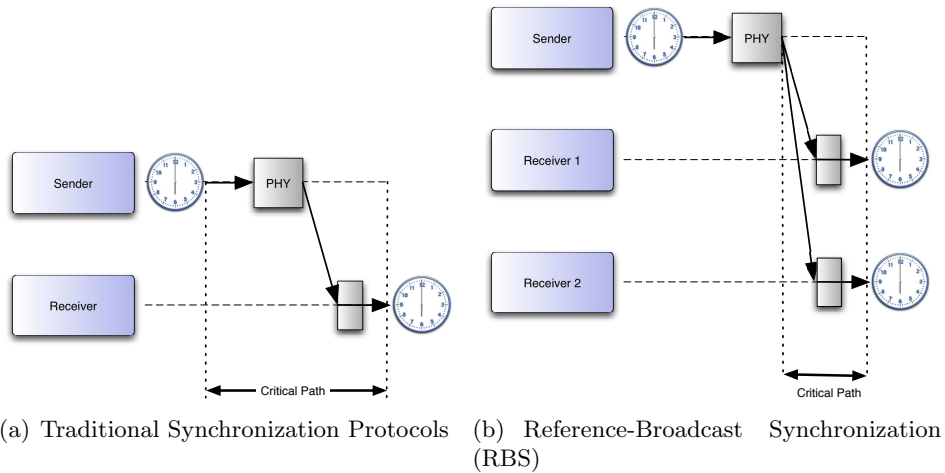 Sender
PHY
Receiver
Critical Path
(a) Traditional Synchronization Protocols
Sender
PHY
Receiver 1
Receiver 2
Critical Path
(b) Reference-Broadcast Synchronization
(RBS)